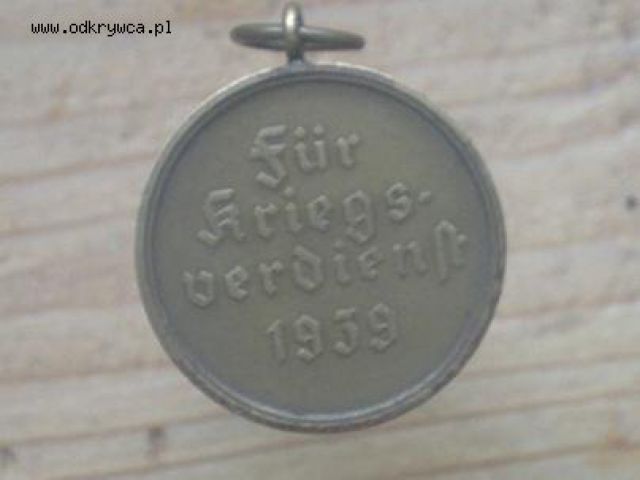 www.odkrywca.pl
Für
Kriegs-
verdienst
1939